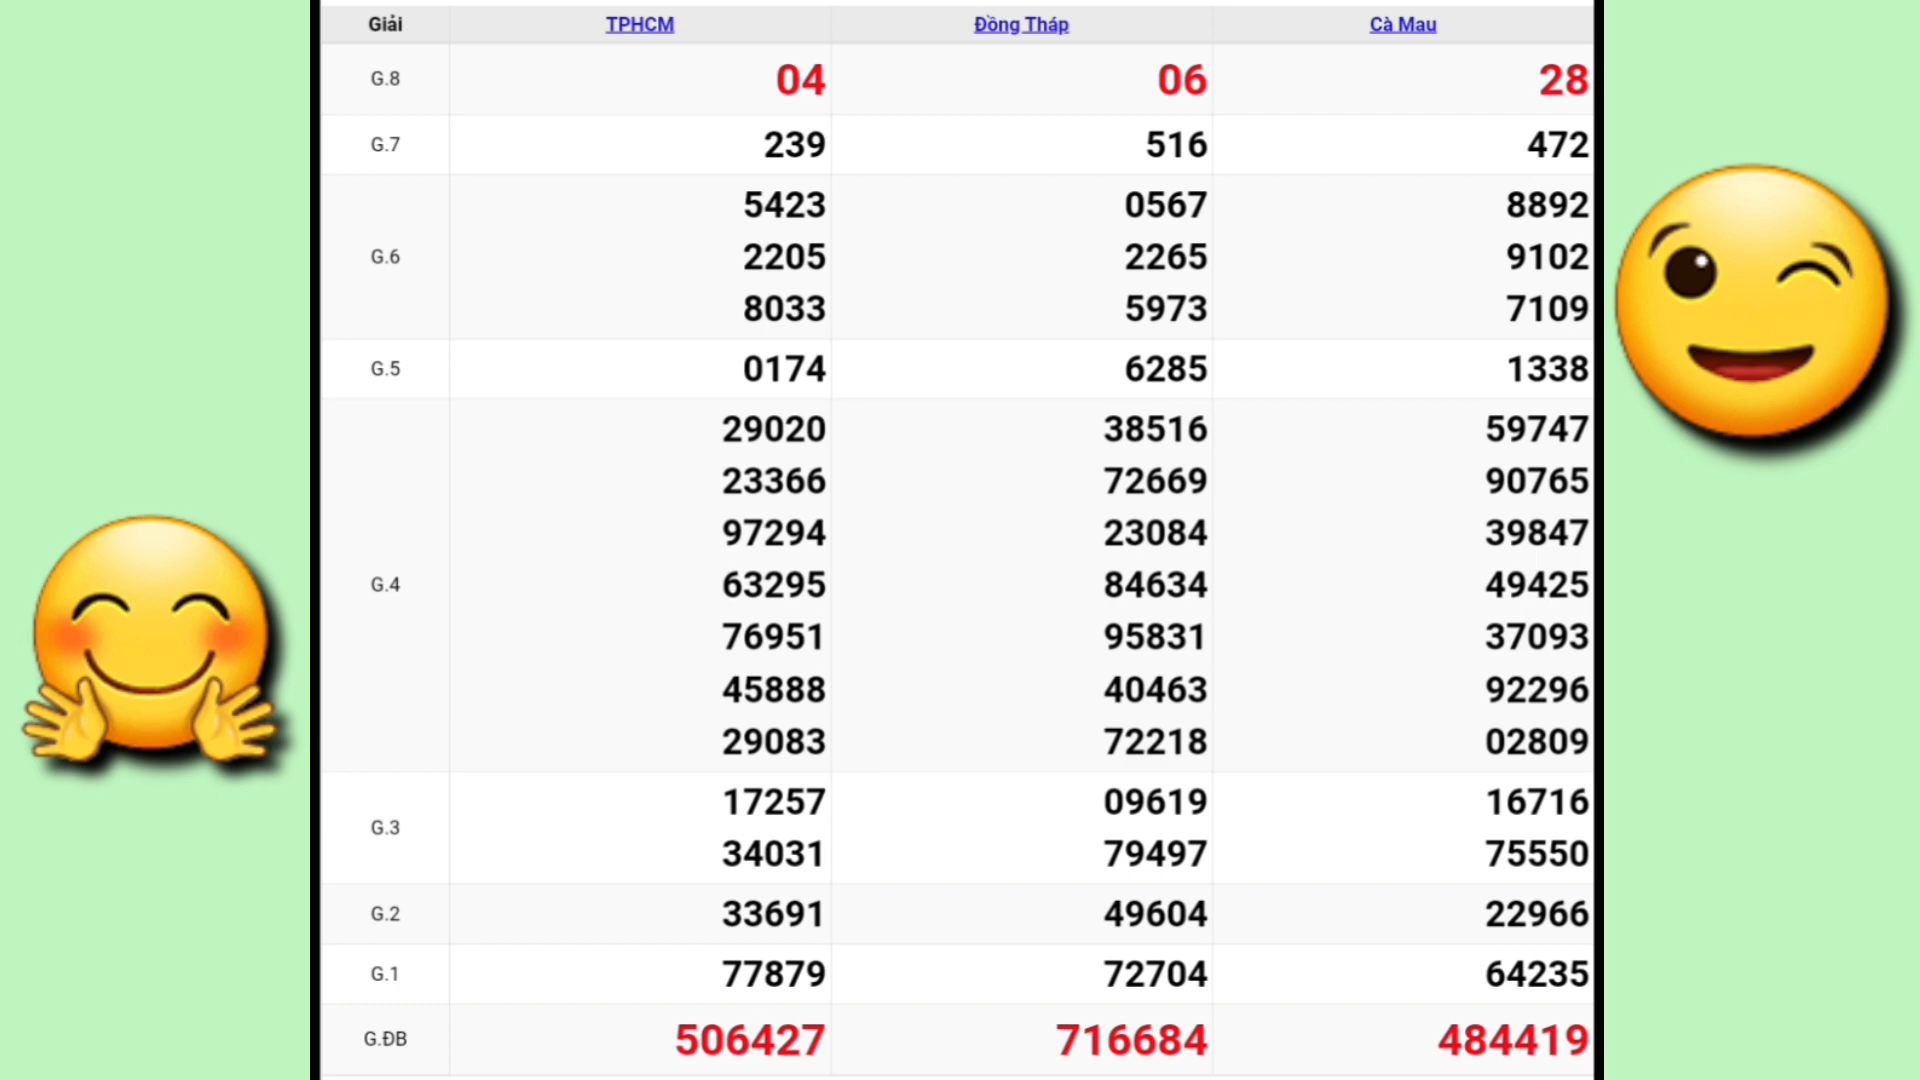 Giải TPHCM Đồng Tháp Cà Mau
G.8 04 06 28
G.7 239 516 472
5423 0567 8892
G.6 2205 2265 9102
8033 5973 7109
G.5 0174 6285 1338
29020 38516 59747
23366 72669 90765
97294 23084 39847
G.4 63295 84634 49425
76951 95831 37093
45888 40463 92296
29083 72218 02809
G.3 17257 09619 16716
34031 79497 75550
G.2 33691 49604 22966
G.1 77879 72704 64235
G.ĐB 506427 716684 484419